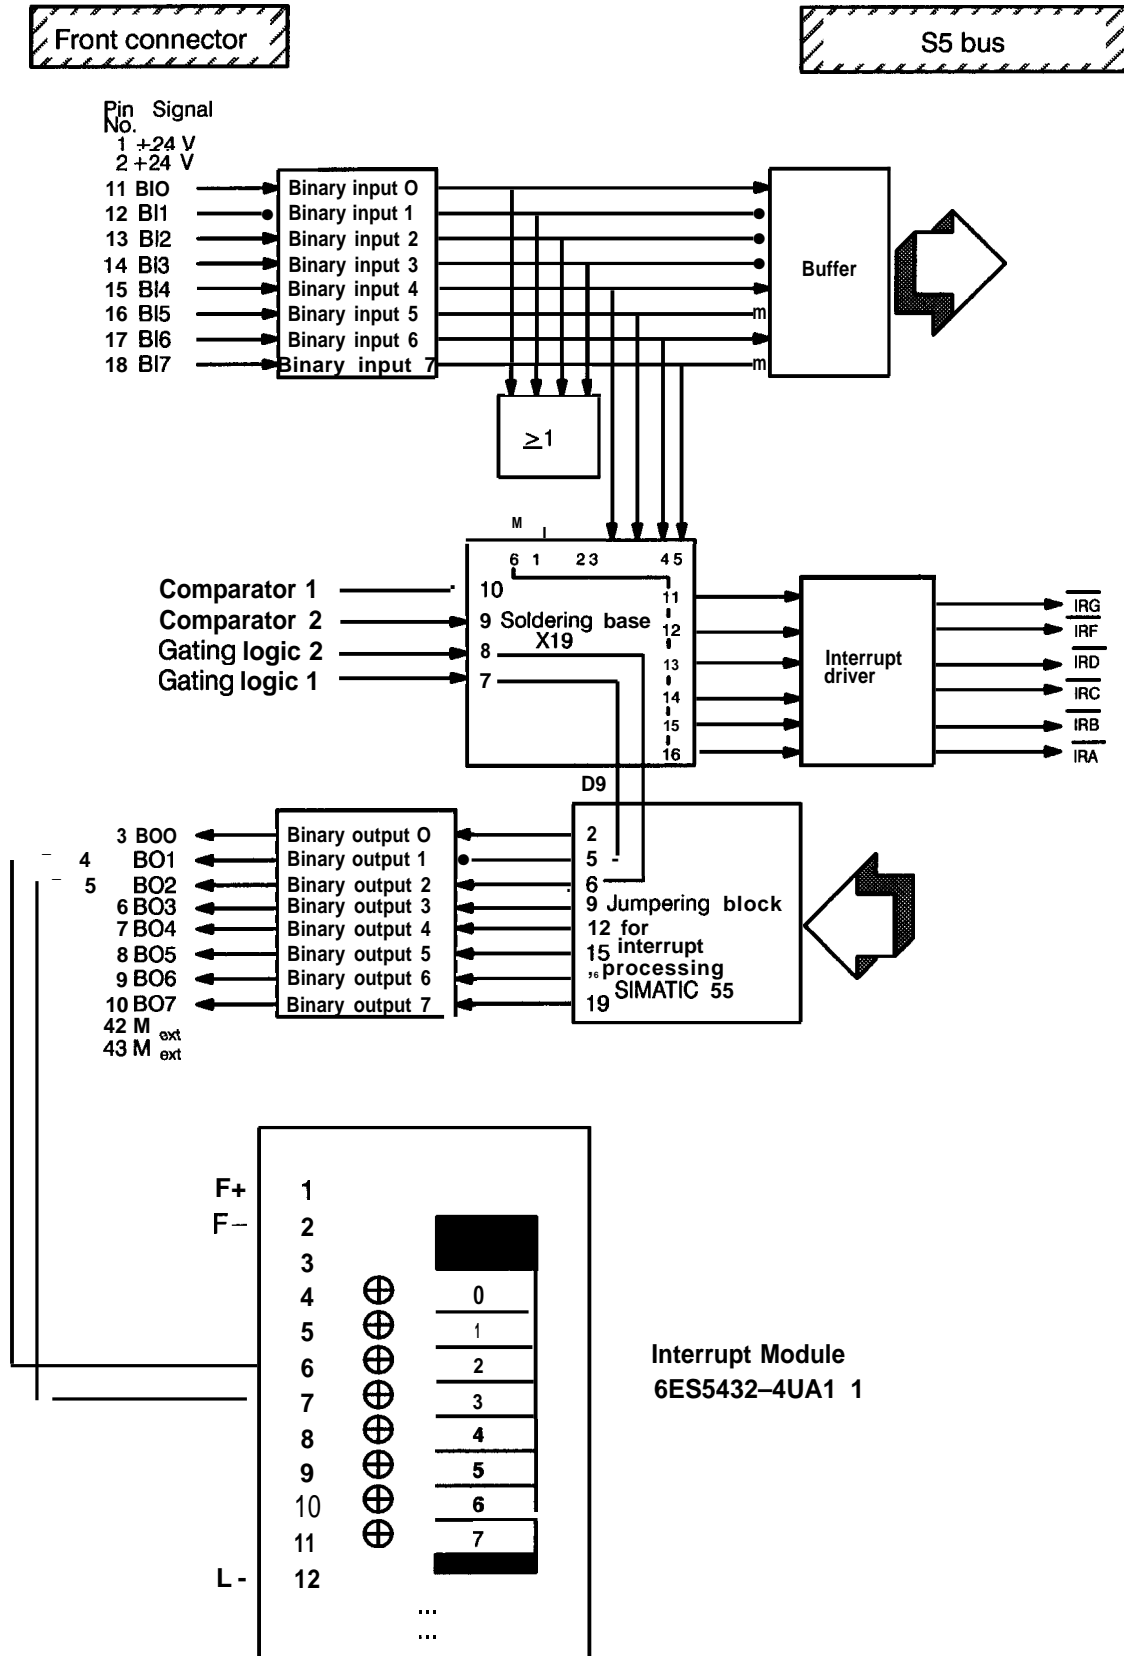 Front connector
S5 bus
Pin Signal
No.
1 +24 V
2 +24 V
11 BIO Binary input O
12 BI1 Binary input 1
13 BI2 Binary input 2
14 BI3 Binary input 3
15 BI4 Binary input 4
16 BI5 Binary input 5 m
17 BI6 Binary input 6
18 BI7 Binary input 7 m
Buffer
≥1
M
6 1 2 3 4 5
Comparator 1 10 11 IRG
Comparator 2 9 Soldering base 12 IRF
X19
Gating logic 2 8 13 IRD
Gating logic 1 7 14 IRC
15 IRB
16 IRA
Interrupt
driver
D9
3 BOO Binary output O 2
4 BO1 Binary output 1 5
5 BO2 Binary output 2 6
6 BO3 Binary output 3 9 Jumpering block
7 BO4 Binary output 4 12 for
8 BO5 Binary output 5 15 interrupt
9 BO6 Binary output 6 processing
SIMATIC 55
10 BO7 Binary output 7 19
42 M ext
43 M ext
F+ 1
F- 2
3
4 0
5 1
6 2
7 3
8 4
9 5
10 6
11 7
L - 12
...
...
Interrupt Module
6ES5432–4UA1 1